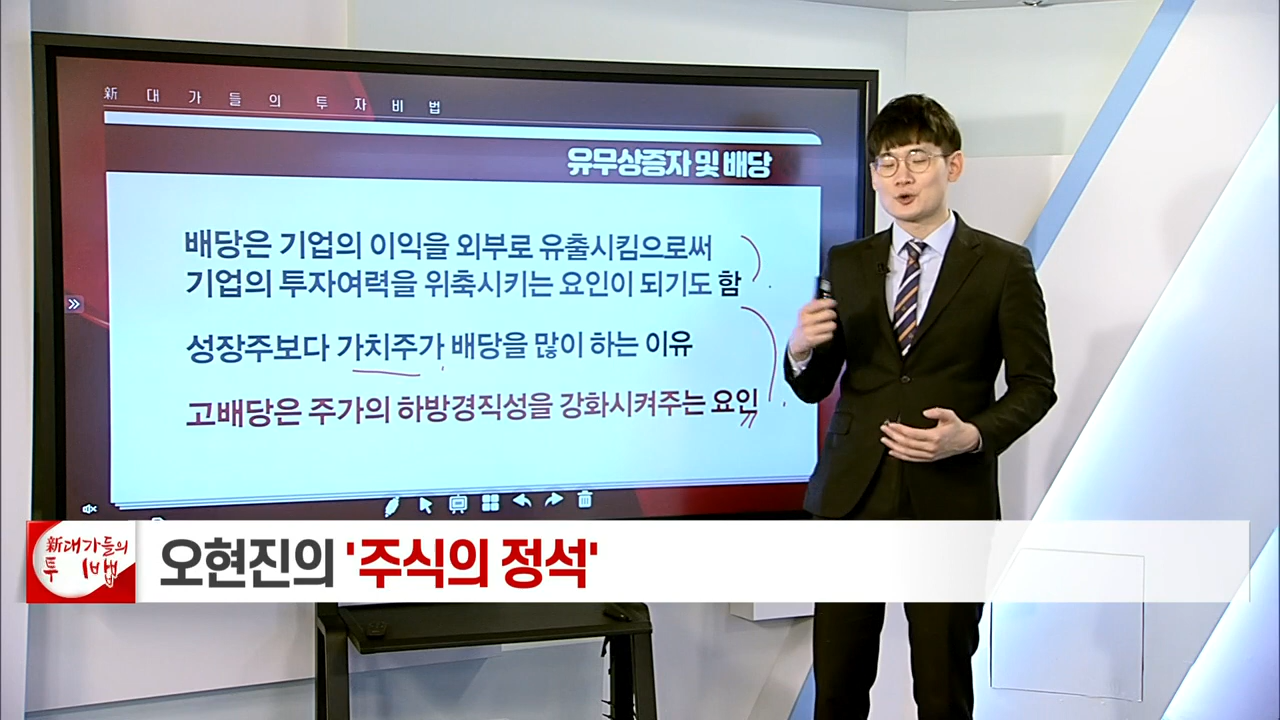 新 대 가 들 의 투 자 비 법
유무상증자 및 배당
배당은 기업의 이익을 외부로 유출시킴으로써
기업의 투자여력을 위축시키는 요인이 되기도 함
성장주보다 가치주가 배당을 많이 하는 이유
고배당은 주가의 하방경직성을 강화시켜주는 요인
新대가들의
오현진의 '주식의 정석'